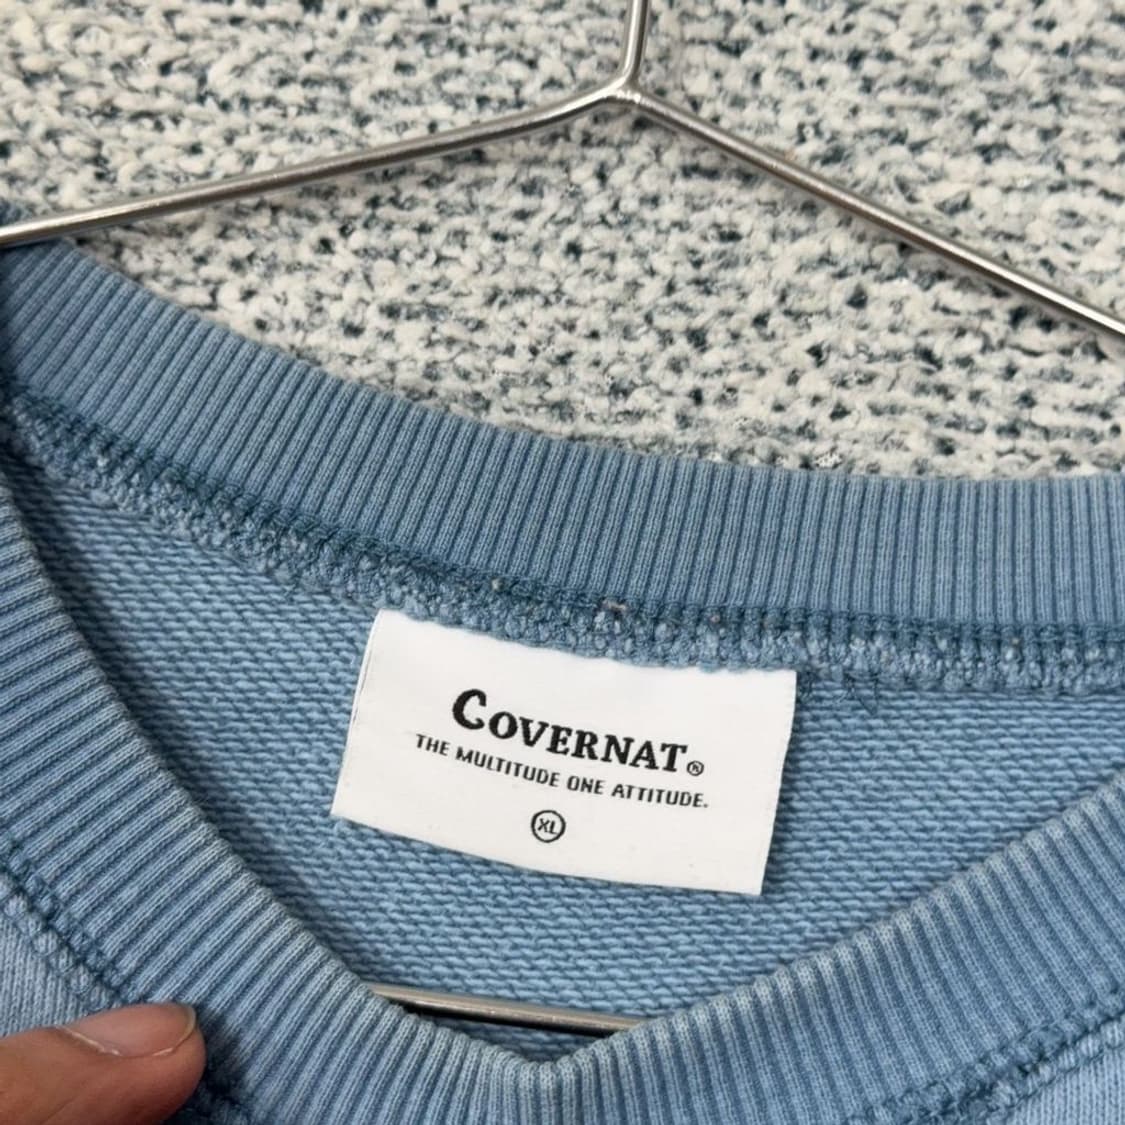 COVERNAT®
THE MULTITUDE ONE ATTITUDE.
XL